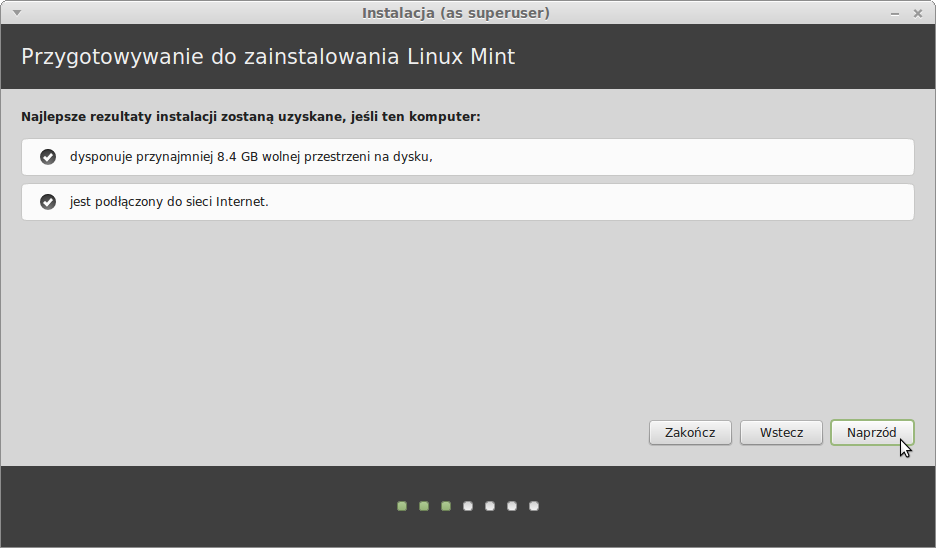 Instalacja (as superuser)
Przygotowywanie do zainstalowania Linux Mint
Najlepsze rezultaty instalacji zostaną uzyskane, jeśli ten komputer:
dysponuje przynajmniej 8.4 GB wolnej przestrzeni na dysku,
jest podłączony do sieci Internet.
Zakończ
Wstecz
Naprzód